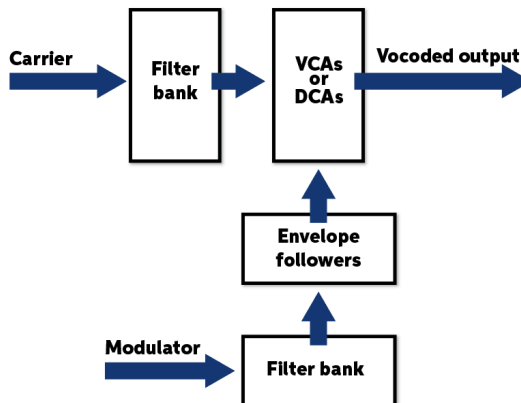 Carrier
Filter
bank
VCAs
or
DCAs
Vocoded output
Envelope
followers
Modulator
Filter bank